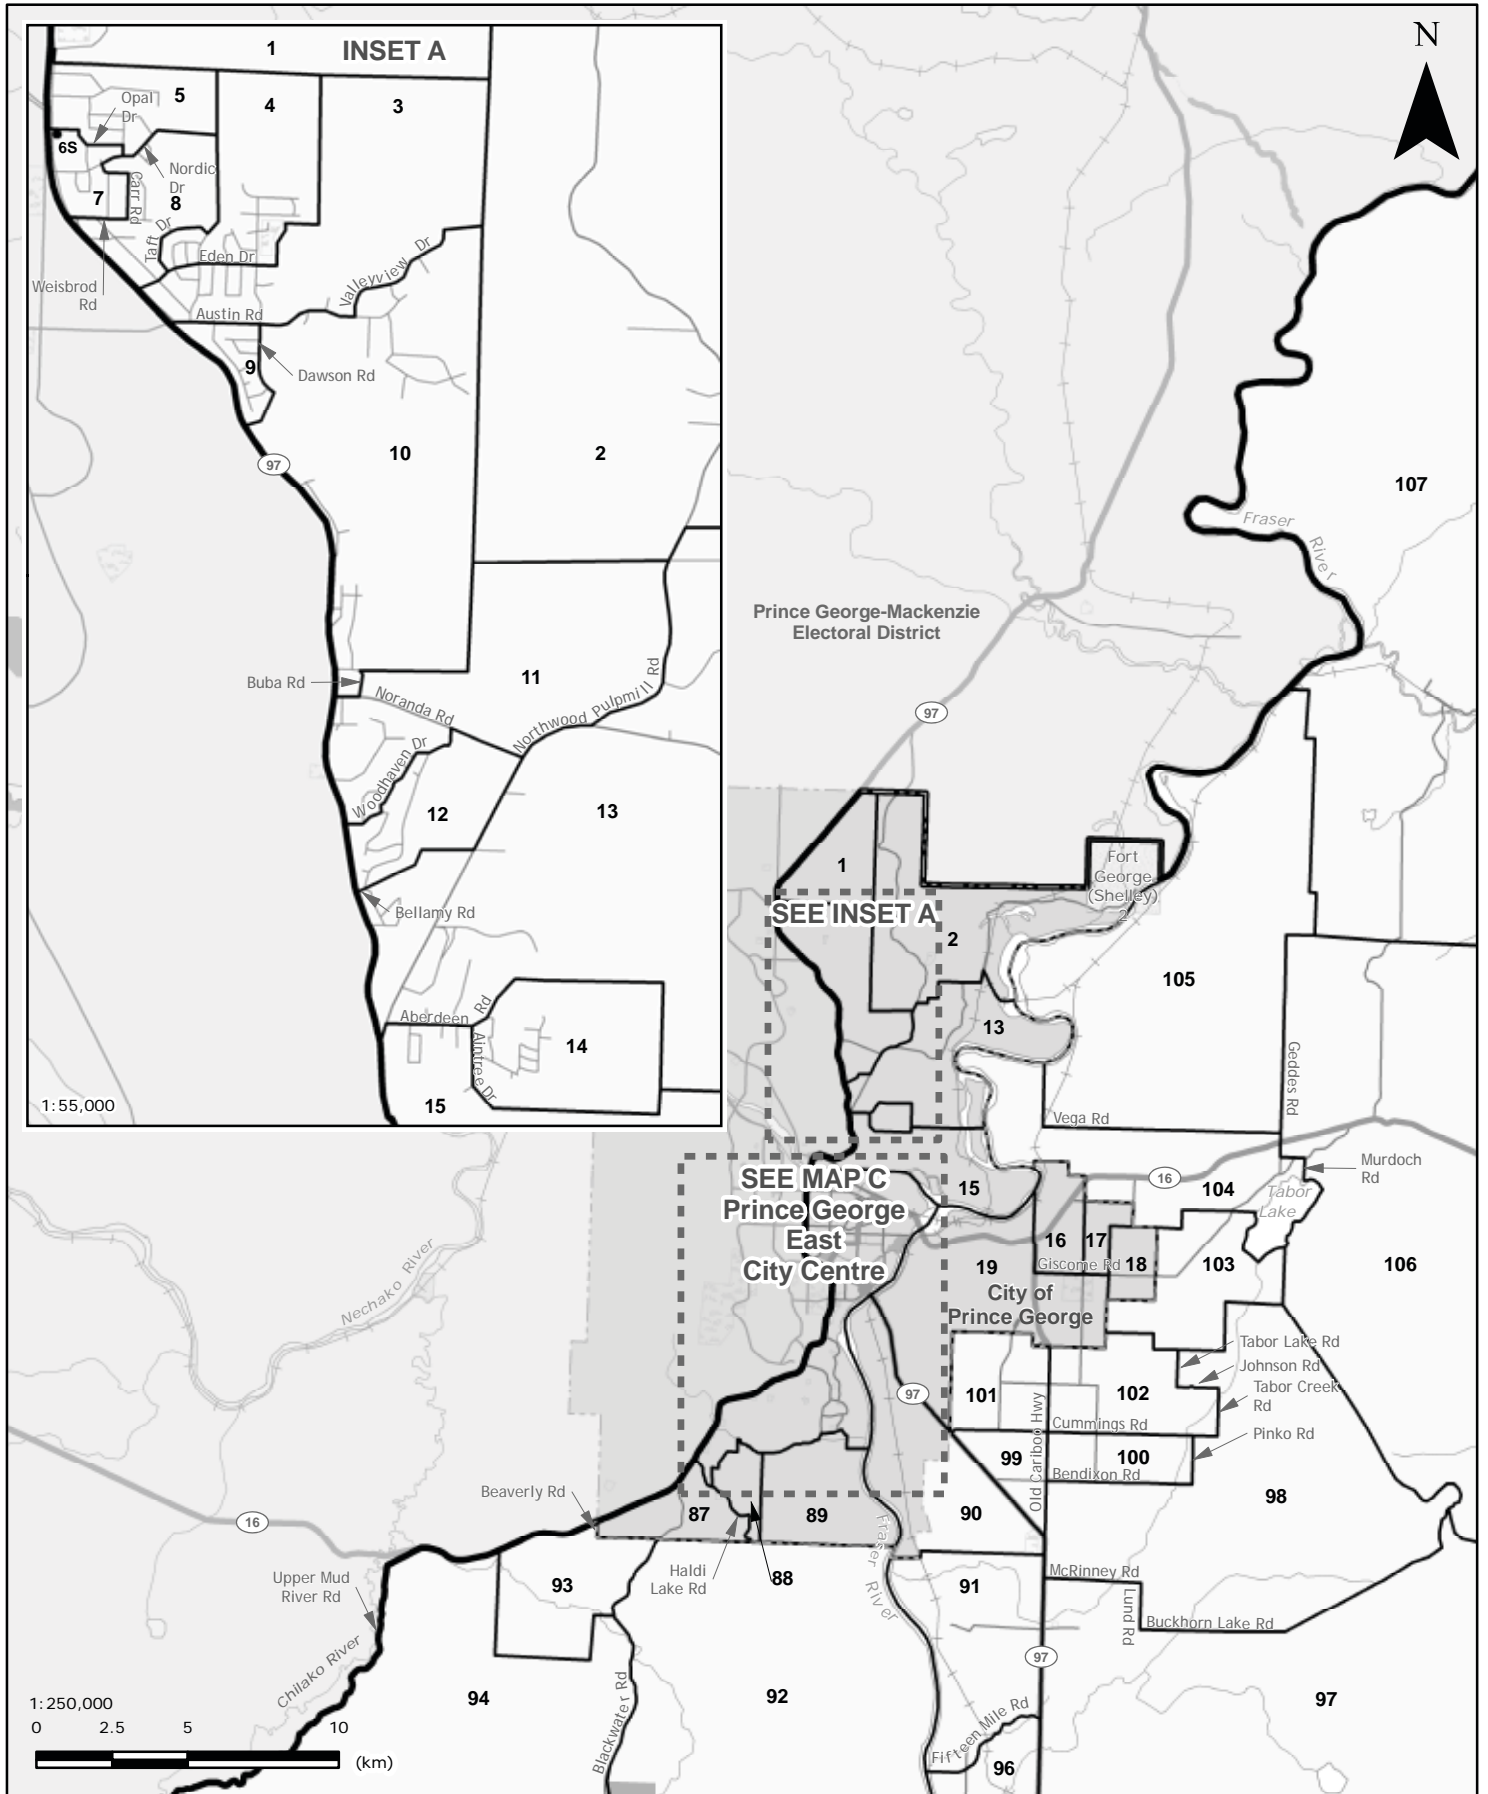 1
INSET A
5
4
3
Opal
Dr
6S
Nordic
Dr
7
Carr Rd
8
Taft Dr
Eden Dr
Valleyview Dr
Weisbrod
Rd
Austin Rd
9
Dawson Rd
10
2
97
Buba Rd
11
Noranda Rd
Northwood Pulpmill Rd
Woodhaven Dr
12
13
Bellamy Rd
Aberdeen Rd
14
Aintree Dr
15
1:55,000
N
107
Fraser River
Prince George-Mackenzie
Electoral District
97
Fort
George
(Shelley)
2
1
SEE INSET A
2
105
13
Geddes Rd
Vega Rd
16
Murdoch
Rd
SEE MAP C
Prince George
East
City Centre
15
104
Tabor
Lake
16
17
18
19
Giscome Rd
103
106
City of
Prince George
Nechako River
Tabor Lake Rd
Johnson Rd
Tabor Creek
Rd
97
101
102
Old Cariboo Hwy
Cummings Rd
Pinko Rd
99
100
Bendixon Rd
98
Beaverly Rd
87
89
90
16
Fraser River
Haldi
Lake Rd
88
McRinney Rd
Upper Mud
River Rd
93
91
Lund Rd
Buckhorn Lake Rd
97
Chilako River
94
92
97
Blackwater Rd
Fifteen Mile Rd
96
1:250,000
0 2.5 5 10
(km)